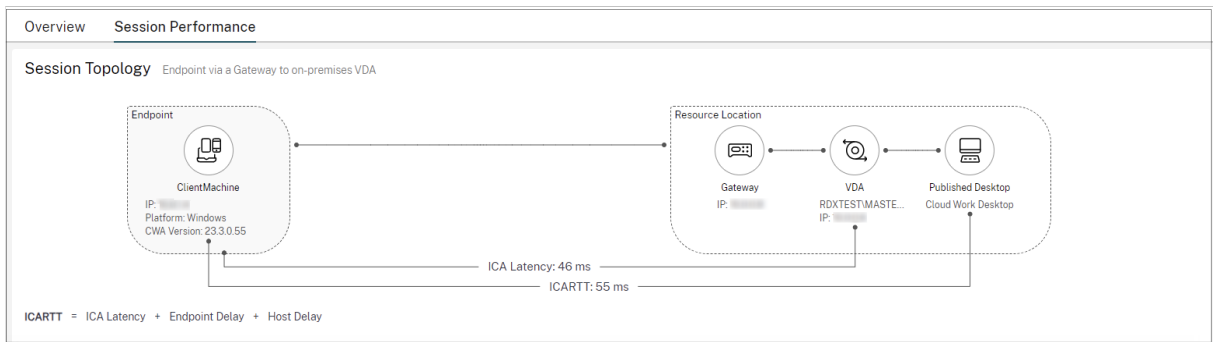 Overview Session Performance
Session Topology Endpoint via a Gateway to on-premises VDA
Endpoint
ClientMachine
IP:
Platform: Windows
CWA Version: 23.3.0.55
Resource Location
Gateway
IP:
VDA
RDXTEST\MASTE...
IP:
Published Desktop
Cloud Work Desktop
ICA Latency: 46 ms
ICARTT: 55 ms
ICARTT = ICA Latency + Endpoint Delay + Host Delay